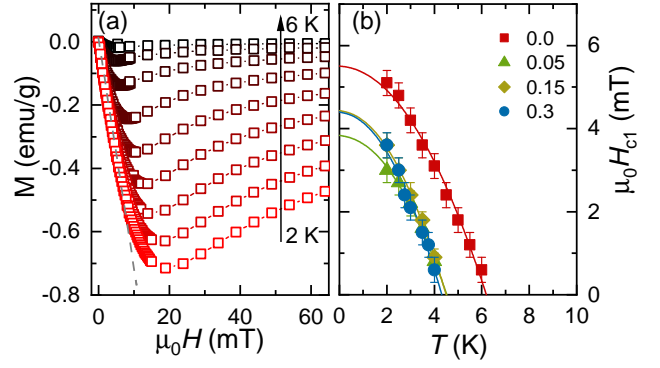 (a)
6 K
2 K
0.0
-0.2
-0.4
-0.6
-0.8
M (emu/g)
0 20 40 60
μ₀H (mT)
(b)
0.0
0.05
0.15
0.3
6
4
2
0
μ₀Hc1 (mT)
0 2 4 6 8 10
T (K)